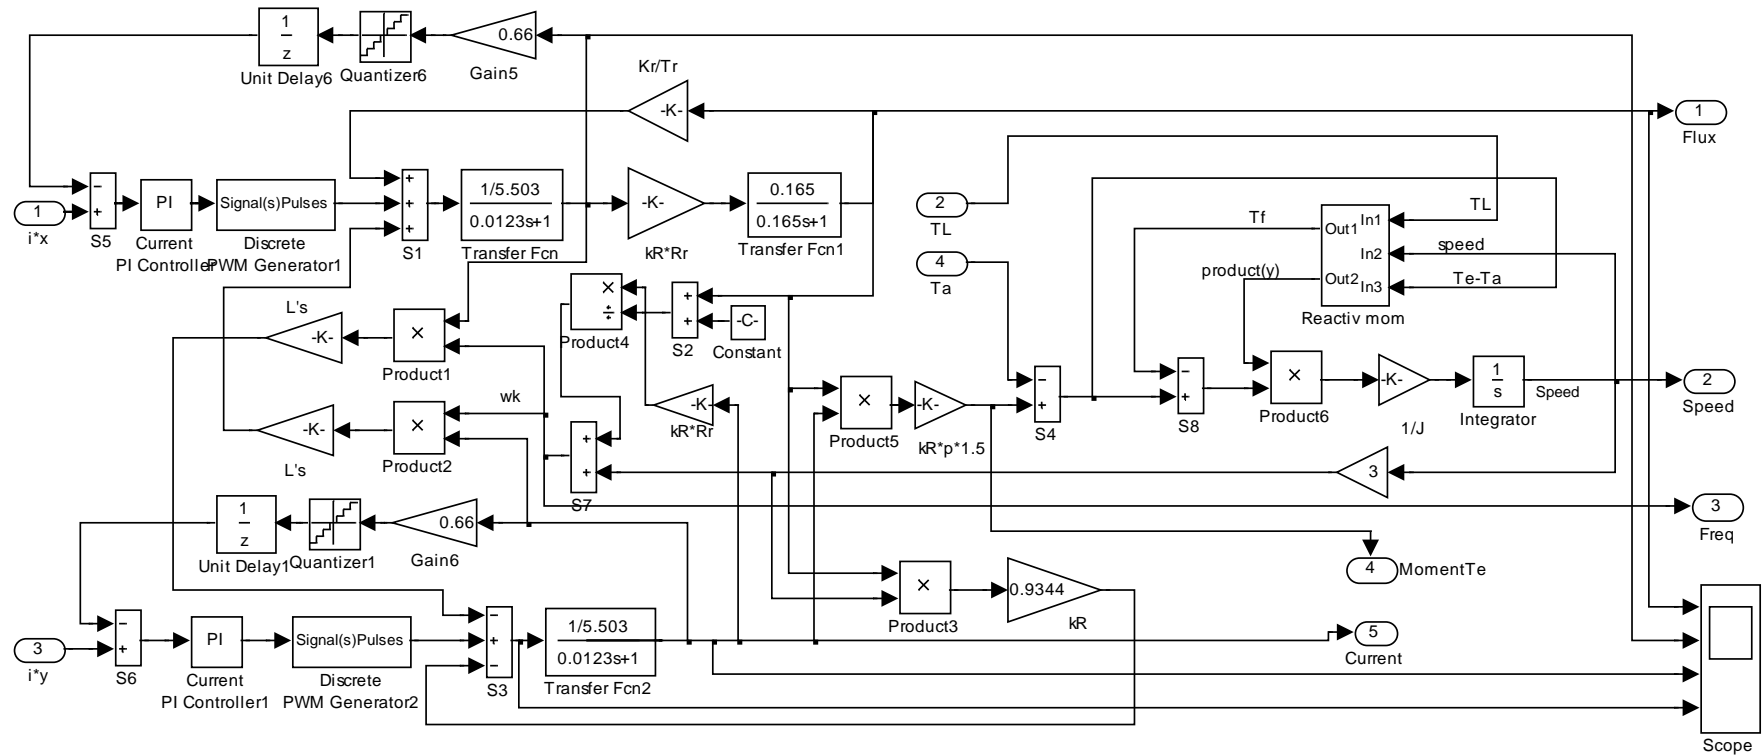 1
z
Unit Delay6
Quantizer6
0.66
Gain5
Kr/Tr
-K-
1
Flux
1
i*x
−
+
S5
PI
Current
PI Controller
Signal(s)Pulses
Discrete
PWM Generator1
+
+
+
S1
1/5.503
0.0123s+1
Transfer Fcn
-K-
kR*Rr
0.165
0.165s+1
Transfer Fcn1
2
TL
4
Ta
Tf
product(y)
Out1
Out2
In1
In2
In3
TL
speed
Te-Ta
Reactiv mom
L's
-K-
×
Product1
×
÷
Product4
+
+
S2
-C-
Constant
wk
-K-
L's
×
Product2
-K-
kR*Rr
+
+
S7
×
Product5
-K-
kR*p*1.5
−
+
S4
−
+
S8
×
Product6
-K-
1/J
1
s
Integrator
Speed
2
Speed
3
3
Freq
1
z
Unit Delay1
Quantizer1
0.66
Gain6
4
MomentTe
×
Product3
0.9344
kR
3
i*y
−
+
S6
PI
Current
PI Controller1
Signal(s)Pulses
Discrete
PWM Generator2
−
+
−
S3
1/5.503
0.0123s+1
Transfer Fcn2
5
Current
Scope